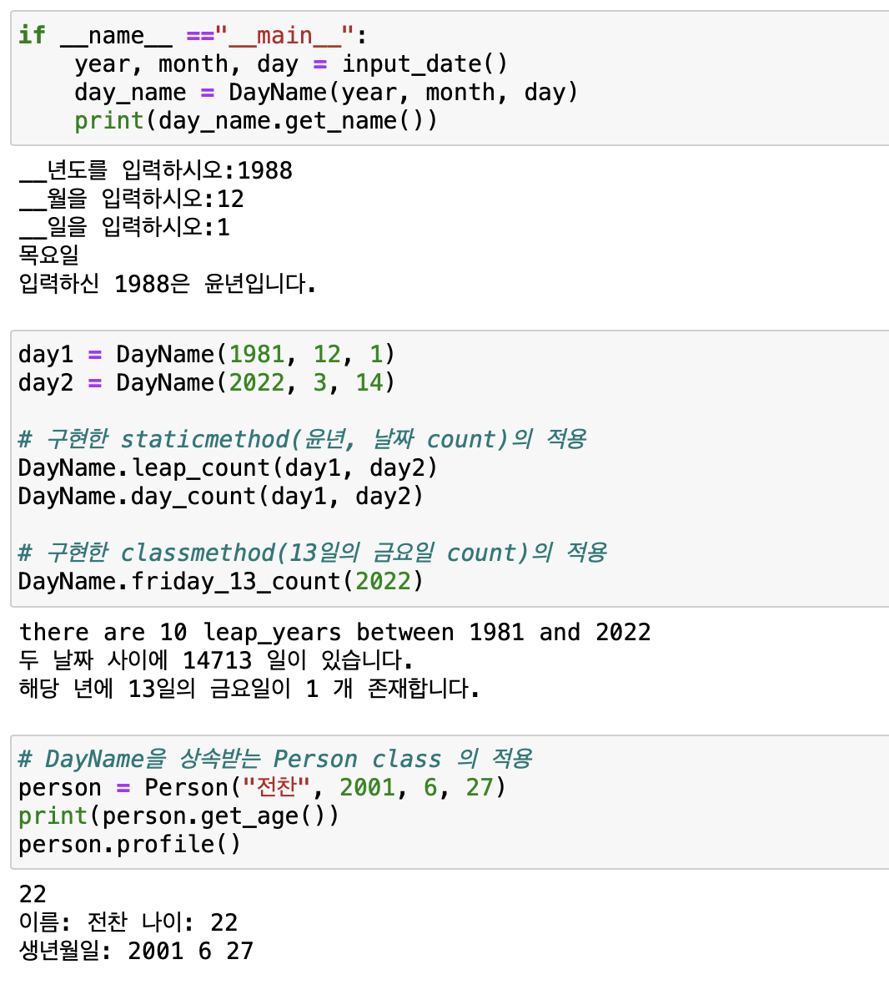 if __name__ =="__main__":
    year, month, day = input_date()
    day_name = DayName(year, month, day)
    print(day_name.get_name())
__년도를 입력하시오:1988
__월을 입력하시오:12
__일을 입력하시오:1
목요일
입력하신 1988은 윤년입니다.
day1 = DayName(1981, 12, 1)
day2 = DayName(2022, 3, 14)
# 구현한 staticmethod(윤년, 날짜 count)의 적용
DayName.leap_count(day1, day2)
DayName.day_count(day1, day2)
# 구현한 classmethod(13일의 금요일 count)의 적용
DayName.friday_13_count(2022)
there are 10 leap_years between 1981 and 2022
두 날짜 사이에 14713 일이 있습니다.
해당 년에 13일의 금요일이 1 개 존재합니다.
# DayName을 상속받는 Person class 의 적용
person = Person("전찬", 2001, 6, 27)
print(person.get_age())
person.profile()
22
이름: 전찬 나이: 22
생년월일: 2001 6 27